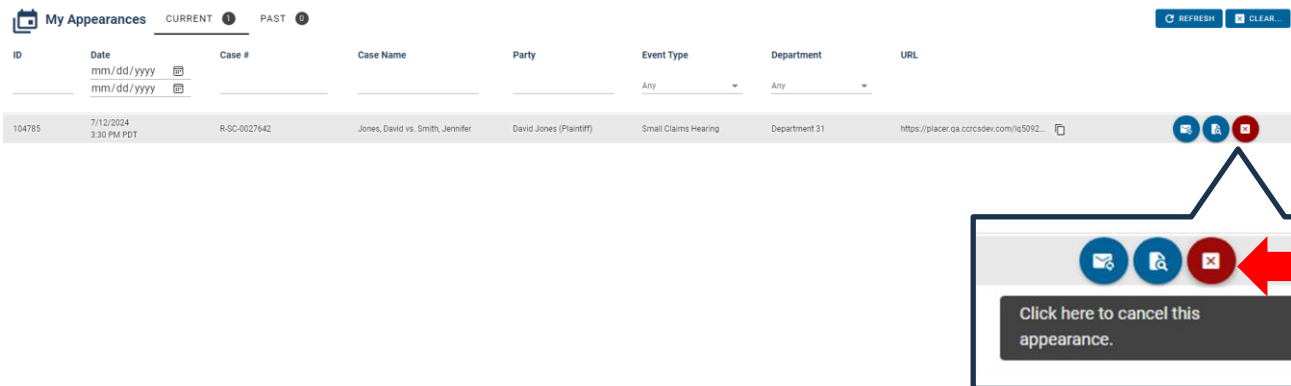 My Appearances CURRENT 1 PAST 0 REFRESH CLEAR...
ID Date Case # Case Name Party Event Type Department URL
mm/dd/yyyy
mm/dd/yyyy Any Any
104785 7/12/2024 3:30 PM PDT R-SC-0027642 Jones, David vs. Smith, Jennifer David Jones (Plaintiff) Small Claims Hearing Department 31 https://placer.qa.ccrcsdev.com/Iq5092...
Click here to cancel this
appearance.